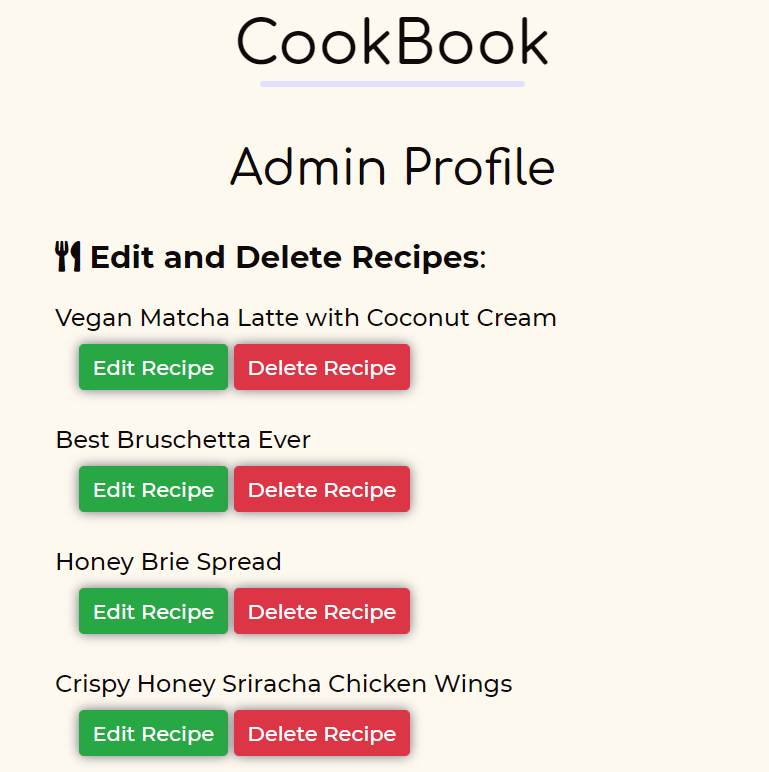 CookBook
Admin Profile
Edit and Delete Recipes:
Vegan Matcha Latte with Coconut Cream
Edit Recipe Delete Recipe
Best Bruschetta Ever
Edit Recipe Delete Recipe
Honey Brie Spread
Edit Recipe Delete Recipe
Crispy Honey Sriracha Chicken Wings
Edit Recipe Delete Recipe